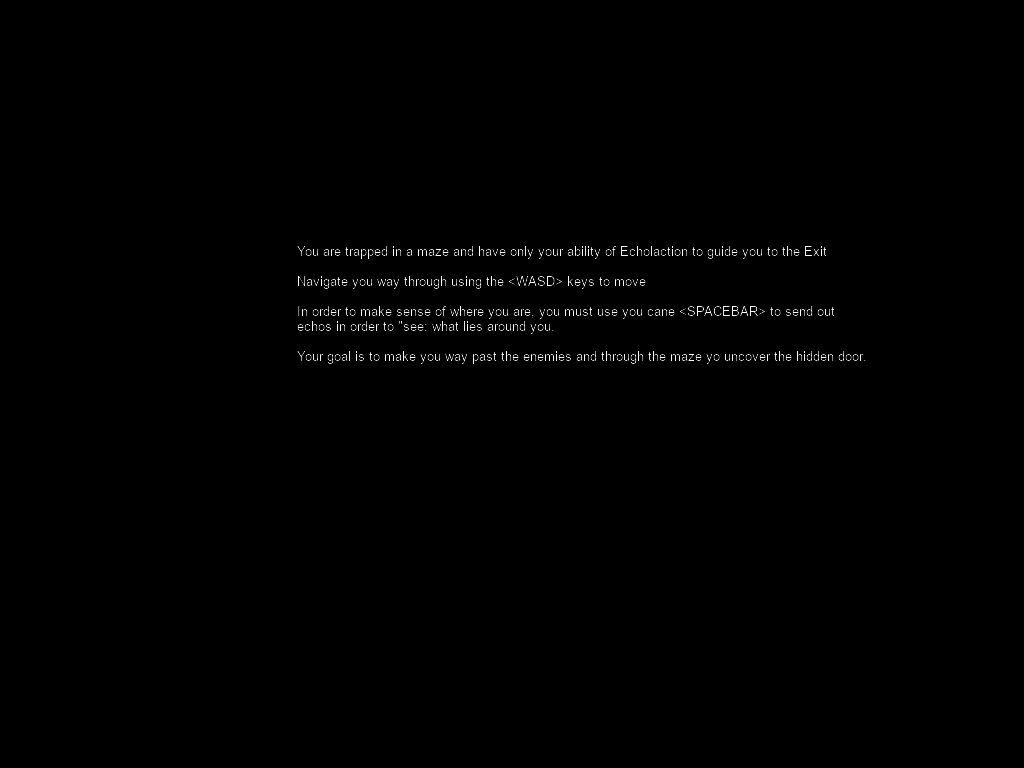 You are trapped in a maze and have only your ability of Echolaction to guide you to the Exit
Navigate you way through using the <WASD> keys to move
In order to make sense of where you are, you must use you cane <SPACEBAR> to send out
echos in order to "see: what lies around you.
Your goal is to make you way past the enemies and through the maze yo uncover the hidden door.